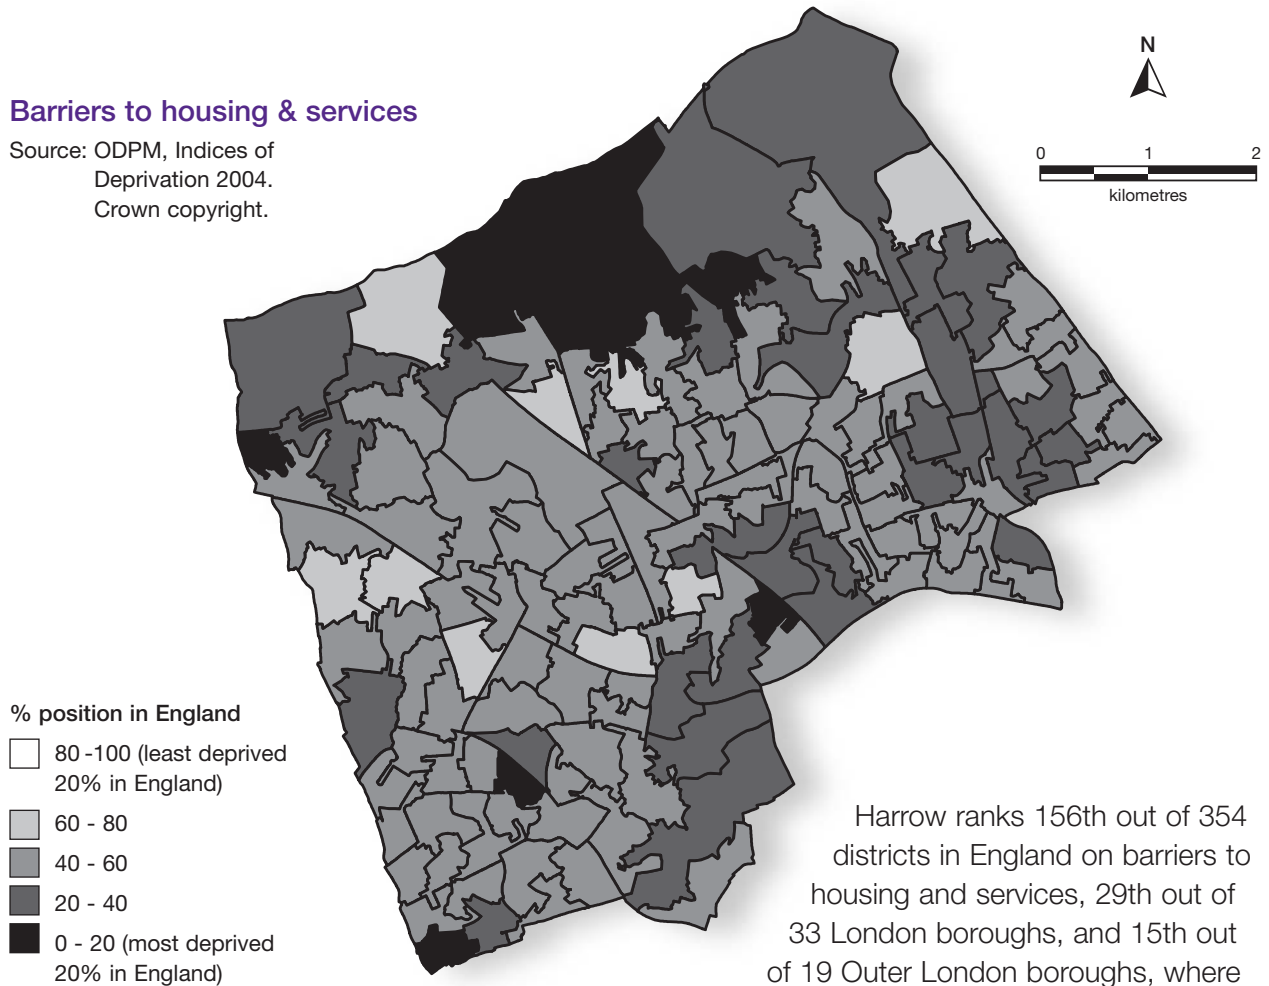 Barriers to housing & services
Source: ODPM, Indices of
Deprivation 2004.
Crown copyright.
N
0 1 2
kilometres
% position in England
80 -100 (least deprived
20% in England)
60 - 80
40 - 60
20 - 40
0 - 20 (most deprived
20% in England)
Harrow ranks 156th out of 354
districts in England on barriers to
housing and services, 29th out of
33 London boroughs, and 15th out
of 19 Outer London boroughs, where